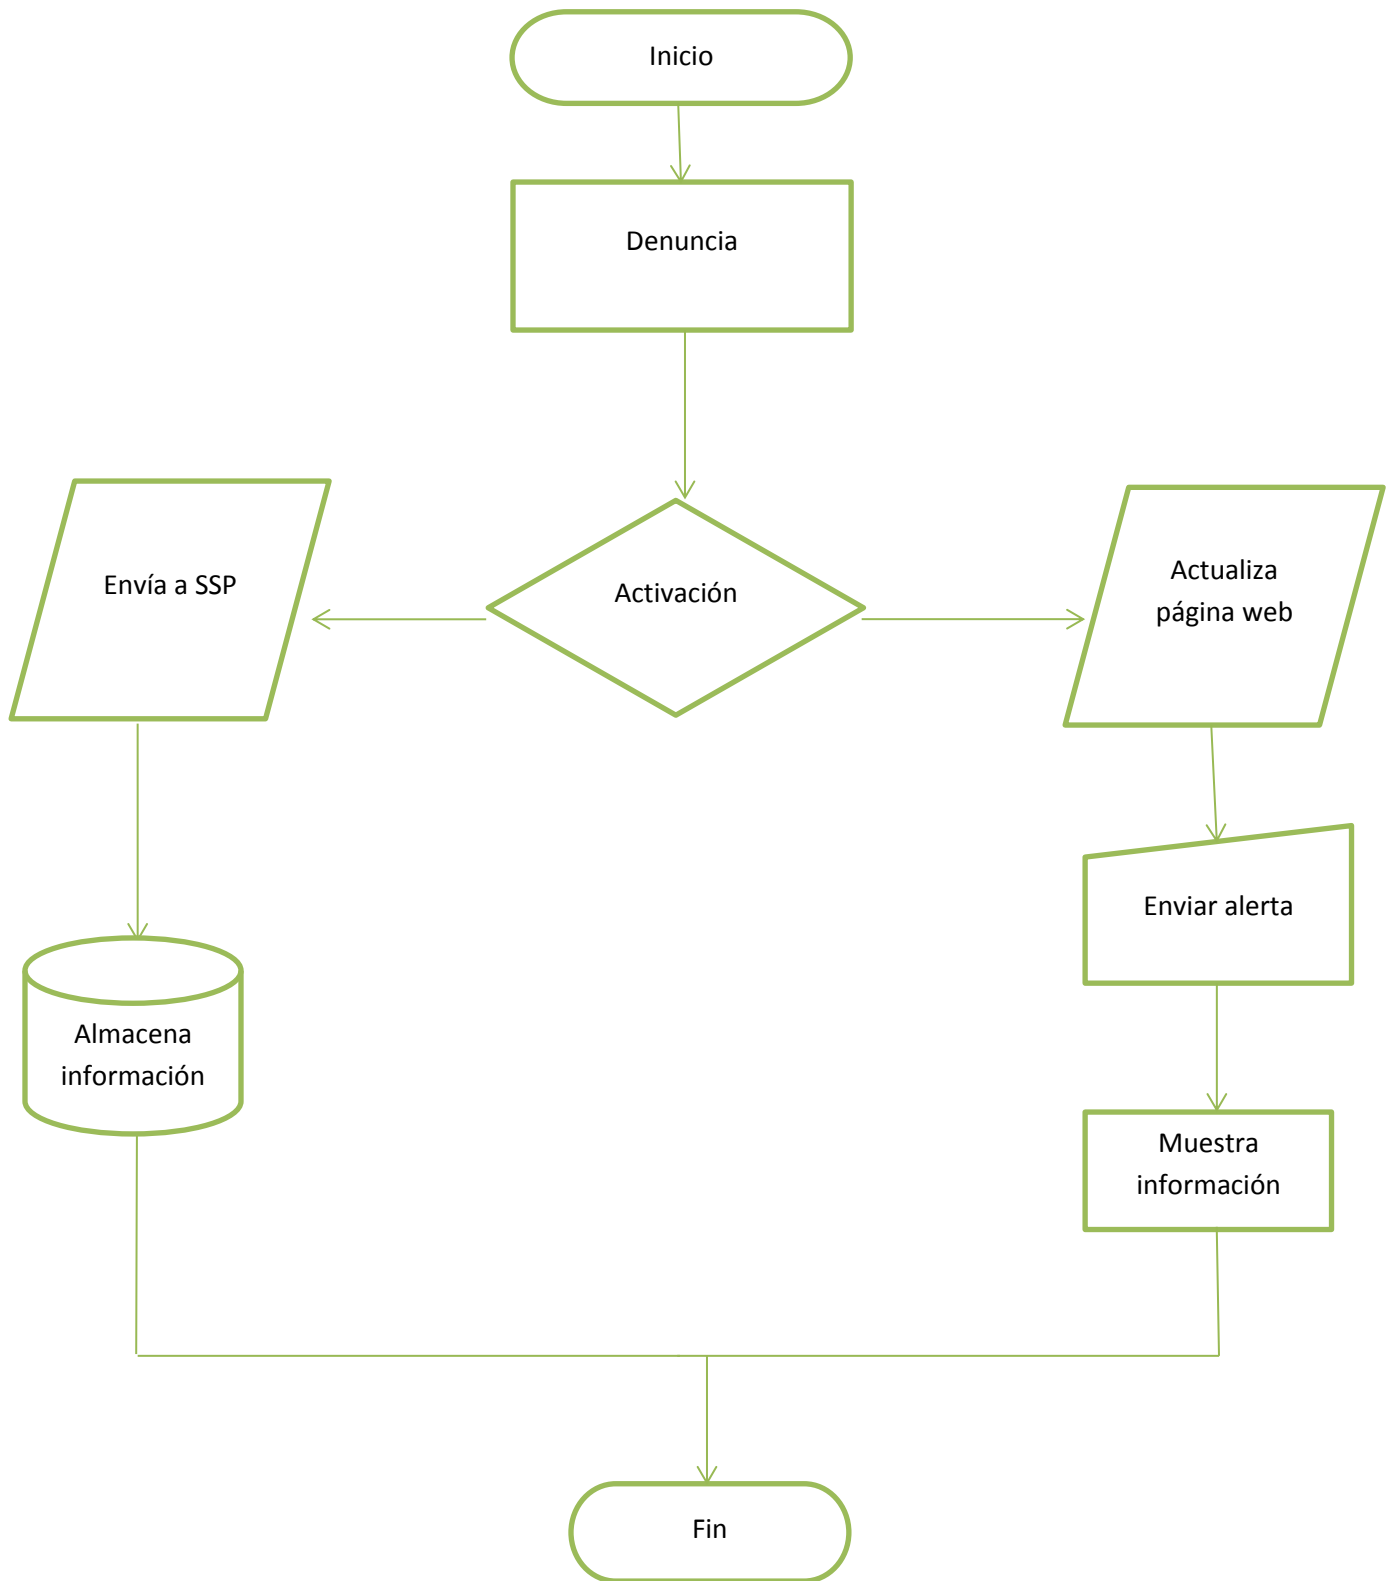 Inicio
Denuncia
Envía a SSP
Activación
Actualiza
página web
Enviar alerta
Almacena
información
Muestra
información
Fin